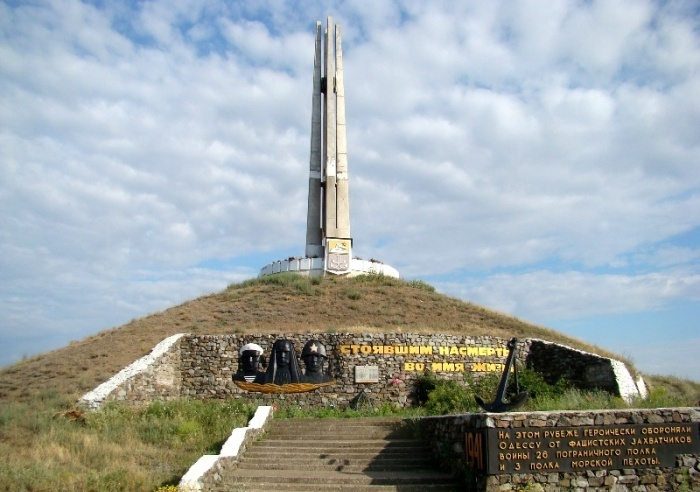 СТОЯВШИМ НАСМЕРТЬ
ВО ИМЯ ЖИЗНИ
1941
НА ЭТОМ РУБЕЖЕ ГЕРОИЧЕСКИ ОБОРОНЯЛИ
ОДЕССУ ОТ ФАШИСТСКИХ ЗАХВАТЧИКОВ
ВОИНЫ 26 ПОГРАНИЧНОГО ПОЛКА
И 3 ПОЛКА МОРСКОЙ ПЕХОТЫ.